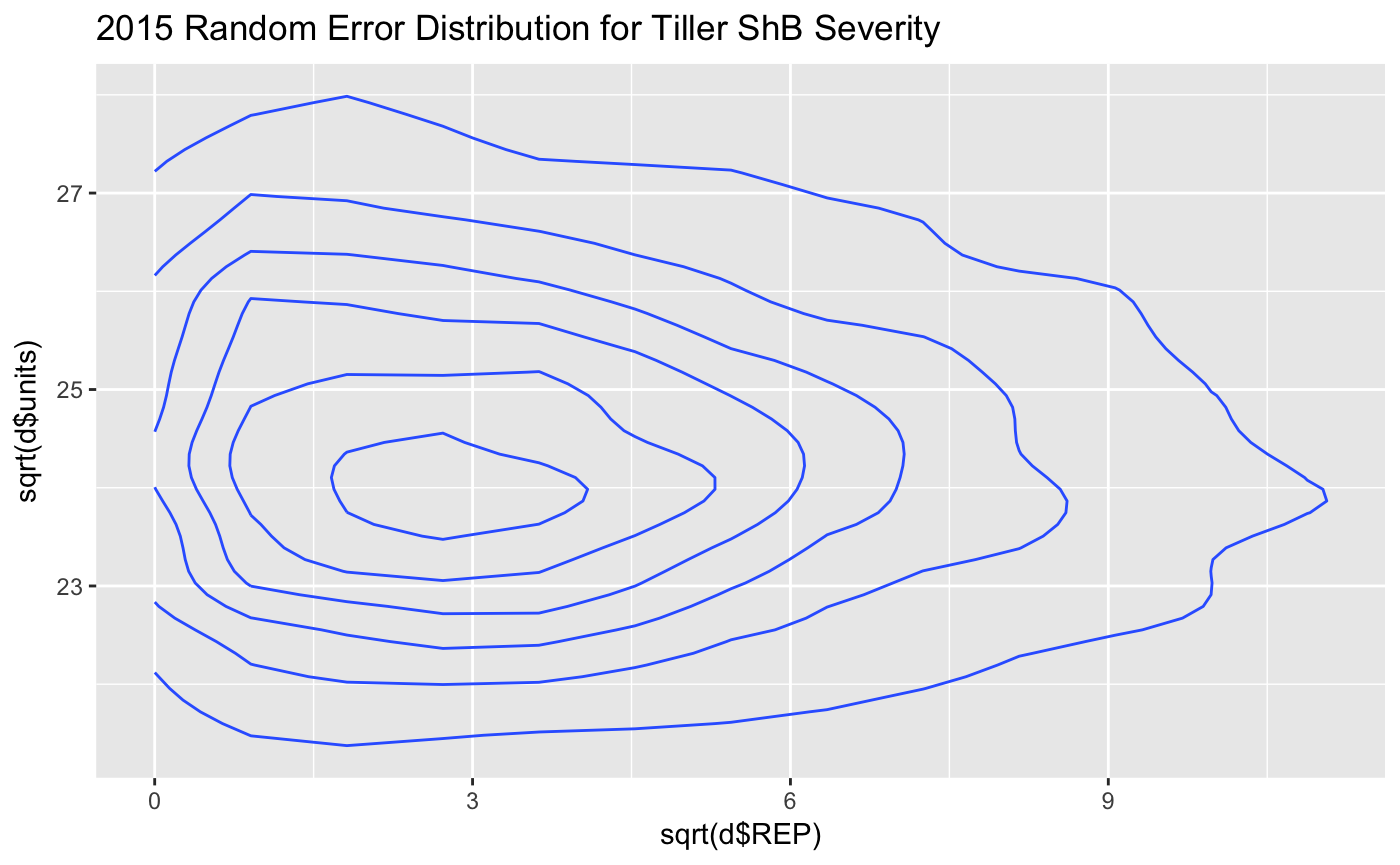 2015 Random Error Distribution for Tiller ShB Severity
27
25
23
sqrt(d$units)
0 3 6 9
sqrt(d$REP)